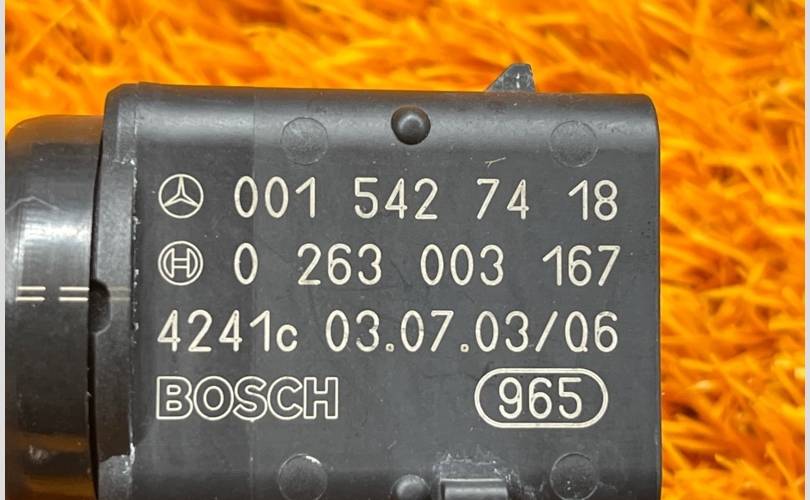 001 542 74 18
0 263 003 167
4241c 03.07.03/06
BOSCH 965